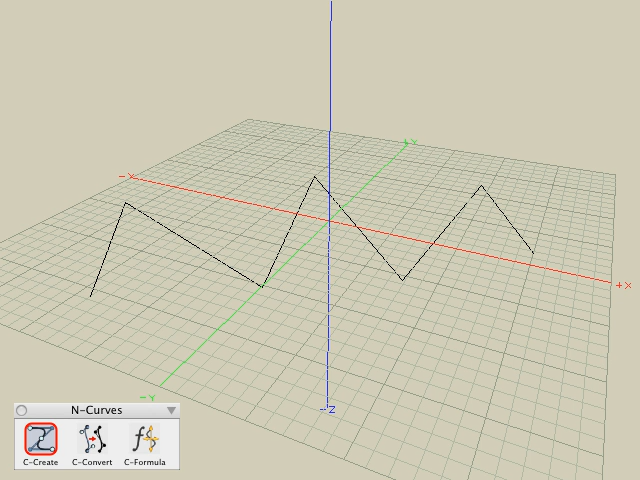 +Y
-X
+X
-Y
-Z
N-Curves
C-Create C-Convert C-Formula